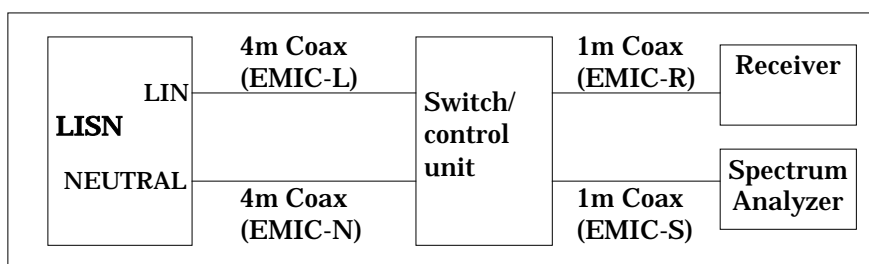 4m Coax
(EMIC-L)
1m Coax
(EMIC-R)
Receiver
LIN
LISN
Switch/
control
unit
NEUTRAL
4m Coax
(EMIC-N)
1m Coax
(EMIC-S)
Spectrum
Analyzer